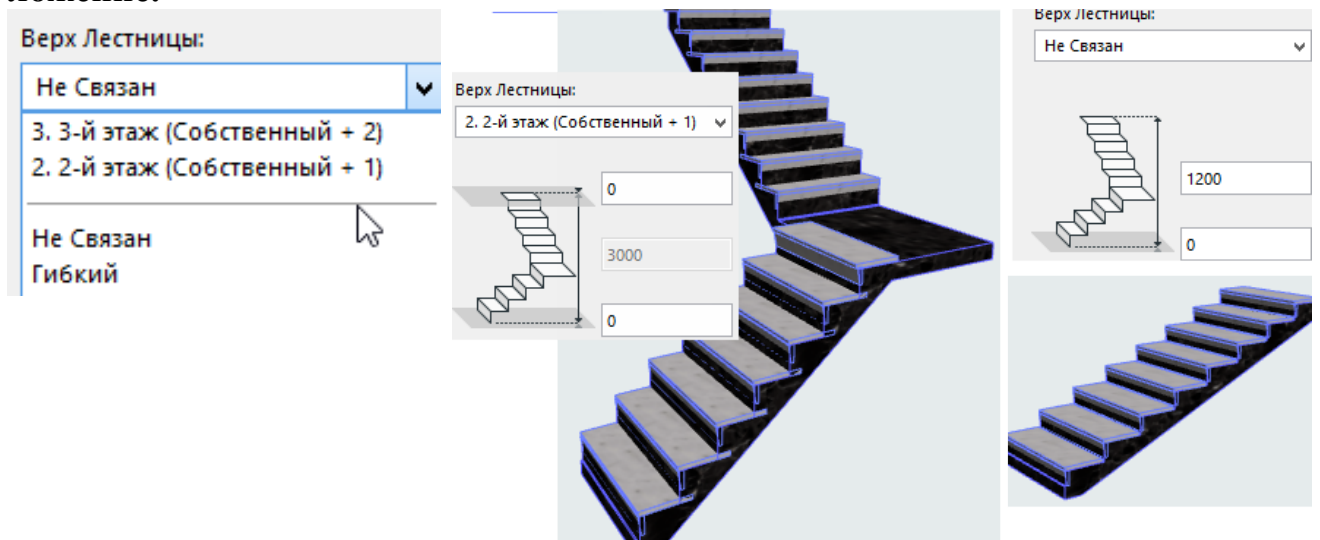 Верх Лестницы:
Не Связан
3. 3-й этаж (Собственный + 2)
2. 2-й этаж (Собственный + 1)
Не Связан
Гибкий
Верх Лестницы:
2. 2-й этаж (Собственный + 1)
0
3000
0
Верх Лестницы:
Не Связан
1200
0